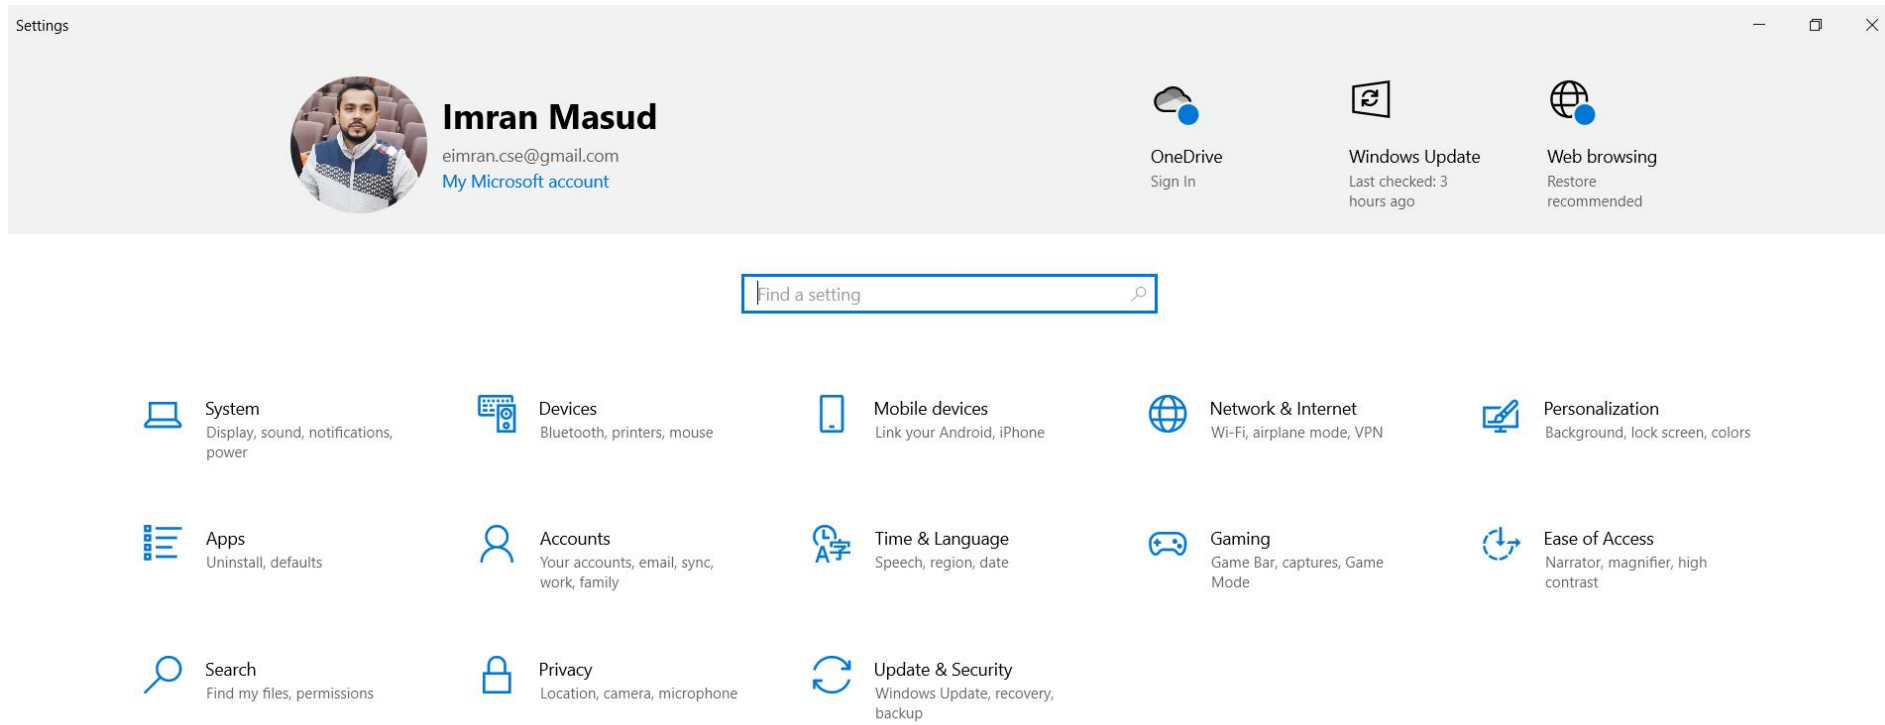 Settings
Imran Masud
eimran.cse@gmail.com
My Microsoft account
OneDrive
Sign In
Windows Update
Last checked: 3
hours ago
Web browsing
Restore
recommended
Find a setting
System
Display, sound, notifications,
power
Devices
Bluetooth, printers, mouse
Mobile devices
Link your Android, iPhone
Network & Internet
Wi-Fi, airplane mode, VPN
Personalization
Background, lock screen, colors
Apps
Uninstall, defaults
Accounts
Your accounts, email, sync,
work, family
Time & Language
Speech, region, date
Gaming
Game Bar, captures, Game
Mode
Ease of Access
Narrator, magnifier, high
contrast
Search
Find my files, permissions
Privacy
Location, camera, microphone
Update & Security
Windows Update, recovery,
backup